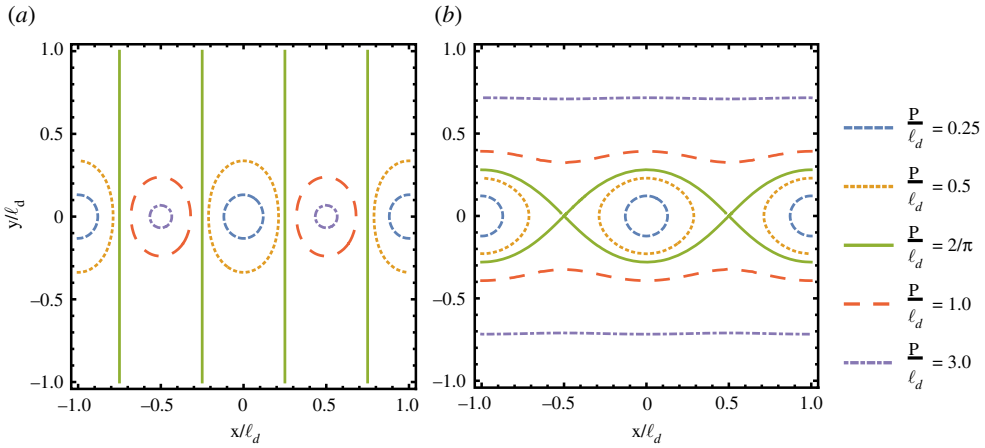 (a) (b)
1.0 1.0
0.5 0.5
y/ℓd 0 0
−0.5 −0.5
−1.0 −1.0
−1.0 −0.5 0 0.5 1.0 −1.0 −0.5 0 0.5 1.0
x/ℓd x/ℓd
P/ℓd = 0.25
P/ℓd = 0.5
P/ℓd = 2/π
P/ℓd = 1.0
P/ℓd = 3.0